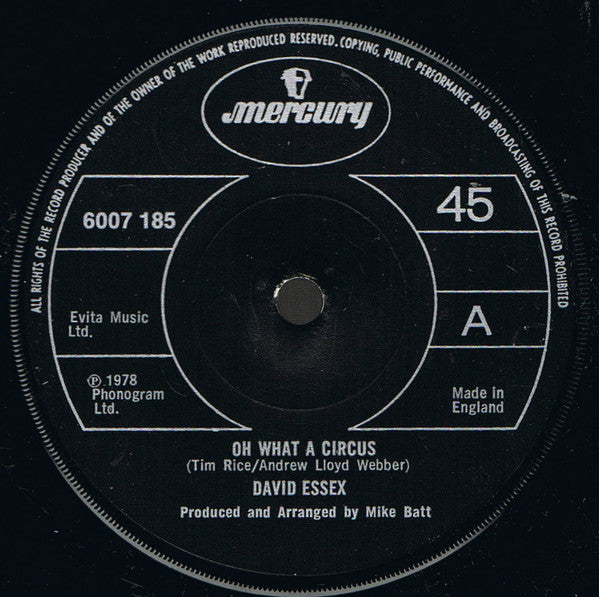 ALL RIGHTS OF THE RECORD PRODUCER AND OF THE OWNER OF THE WORK REPRODUCED RESERVED. COPYING, PUBLIC PERFORMANCE AND BROADCASTING OF THIS RECORD PROHIBITED
mercury
6007 185
45
Evita Music
Ltd.
A
℗ 1978
Phonogram
Ltd.
Made in
England
OH WHAT A CIRCUS
(Tim Rice/Andrew Lloyd Webber)
DAVID ESSEX
Produced and Arranged by Mike Batt